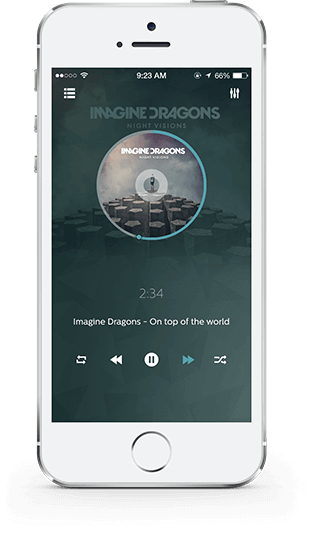 9:23 AM 66%
IMAGINE DRAGONS
NIGHT VISIONS
IMAGINE DRAGONS
NIGHT VISIONS
2:34
Imagine Dragons - On top of the world